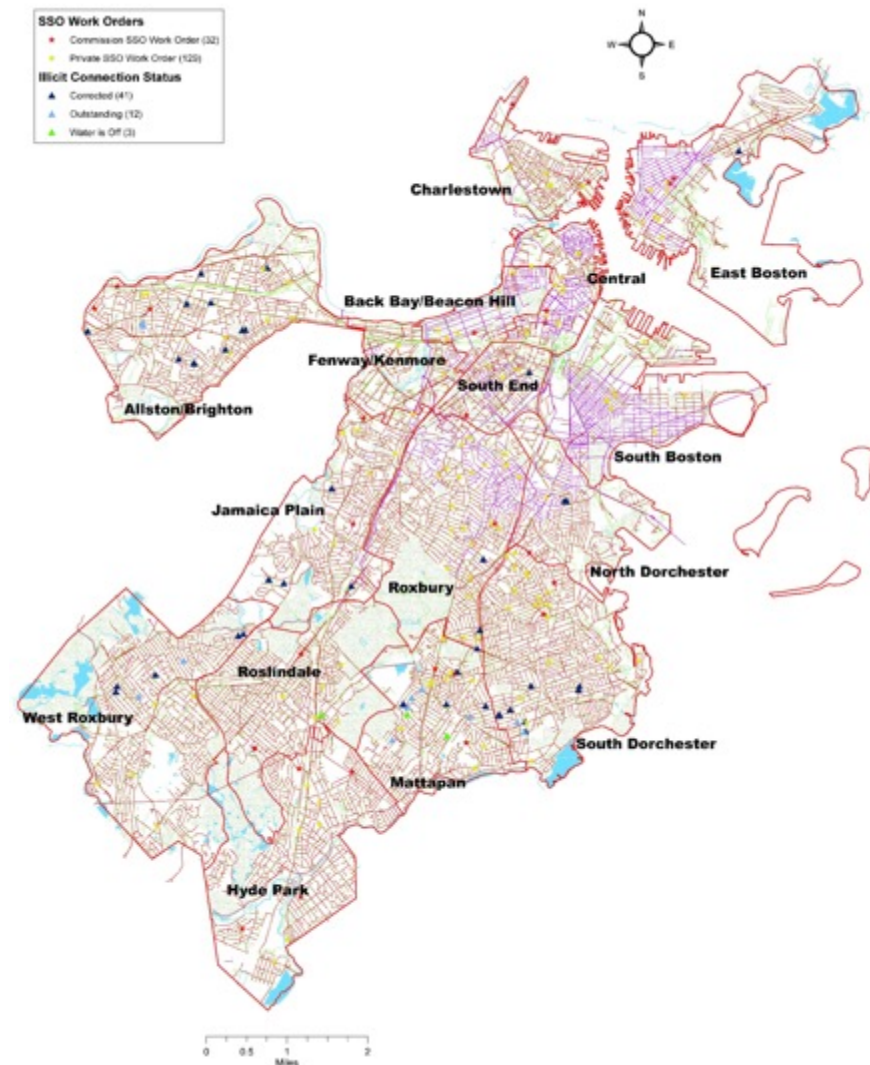 SSO Work Orders
Commission SSO Work Order (32)
Private SSO Work Order (129)
Illicit Connection Status
Corrected (41)
Outstanding (12)
Water is Off (3)
N
W E
S
Charlestown
Central
East Boston
Back Bay/Beacon Hill
Fenway/Kenmore
South End
Allston/Brighton
South Boston
Jamaica Plain
North Dorchester
Roxbury
Roslindale
West Roxbury
South Dorchester
Mattapan
Hyde Park
0 0.5 1 2
Miles